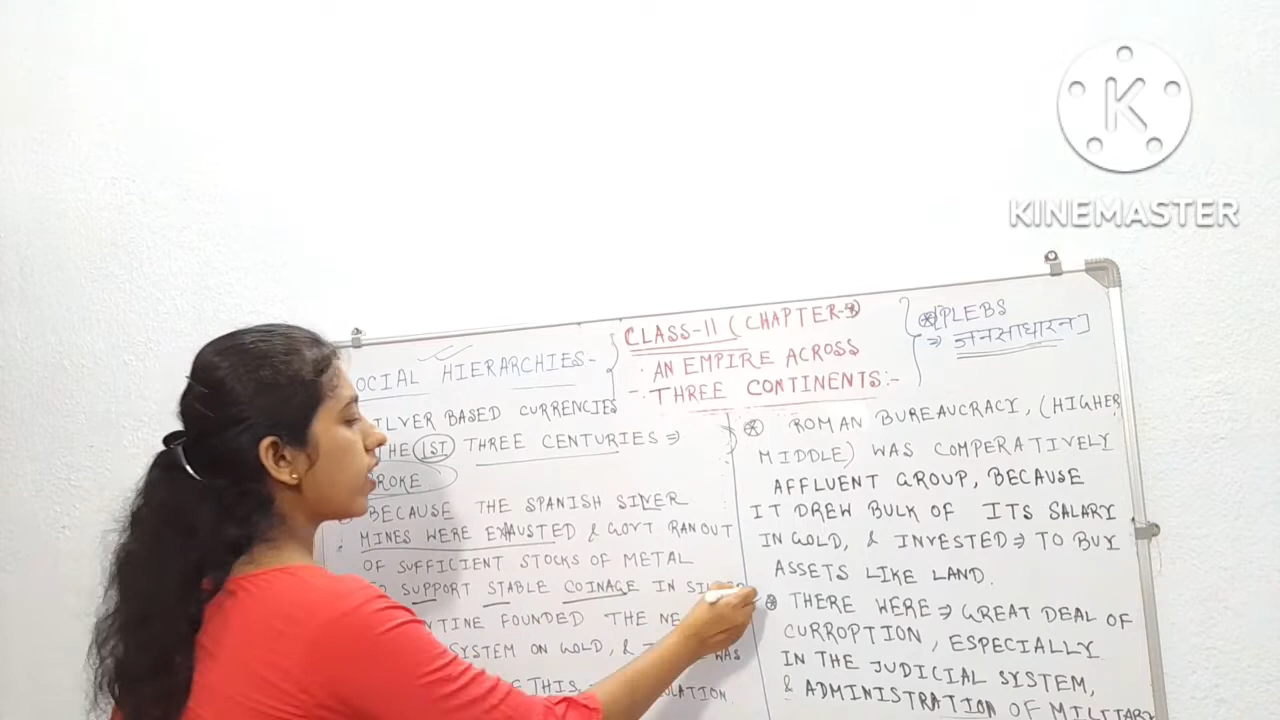 K
KINEMASTER
CLASS-11 (CHAPTER-
· AN EMPIRE ACROSS
- THREE CONTINENTS:-
PLEBS
⇒ जनसाधारन ]
OCIAL HIERARCHIES-
ILVER BASED CURRENCIES
THE 1ST THREE CENTURIES ⇒
ROKE.
BECAUSE THE SPANISH SILVER
MINES WERE EXHAUSTED & GOVT RAN OUT
OF SUFFICIENT STOCKS OF METAL
SUPPORT STABLE COINAGE IN
NTINE FOUNDED THE NE
SYSTEM ON GOLD, & WAS
THIS
ULATION.
ROMAN BUREAUCRACY, (HIGHER
MIDDLE) WAS COMPERATIVELY
AFFLUENT GROUP, BECAUSE
IT DREW BULK OF ITS SALARY
IN GOLD, & INVESTED ⇒ TO BUY
ASSETS LIKE LAND.
THERE WERE ⇒ GREAT DEAL OF
CURROPTION, ESPECIALLY
IN THE JUDICIAL SYSTEM,
& ADMINISTRATION OF MILITARY